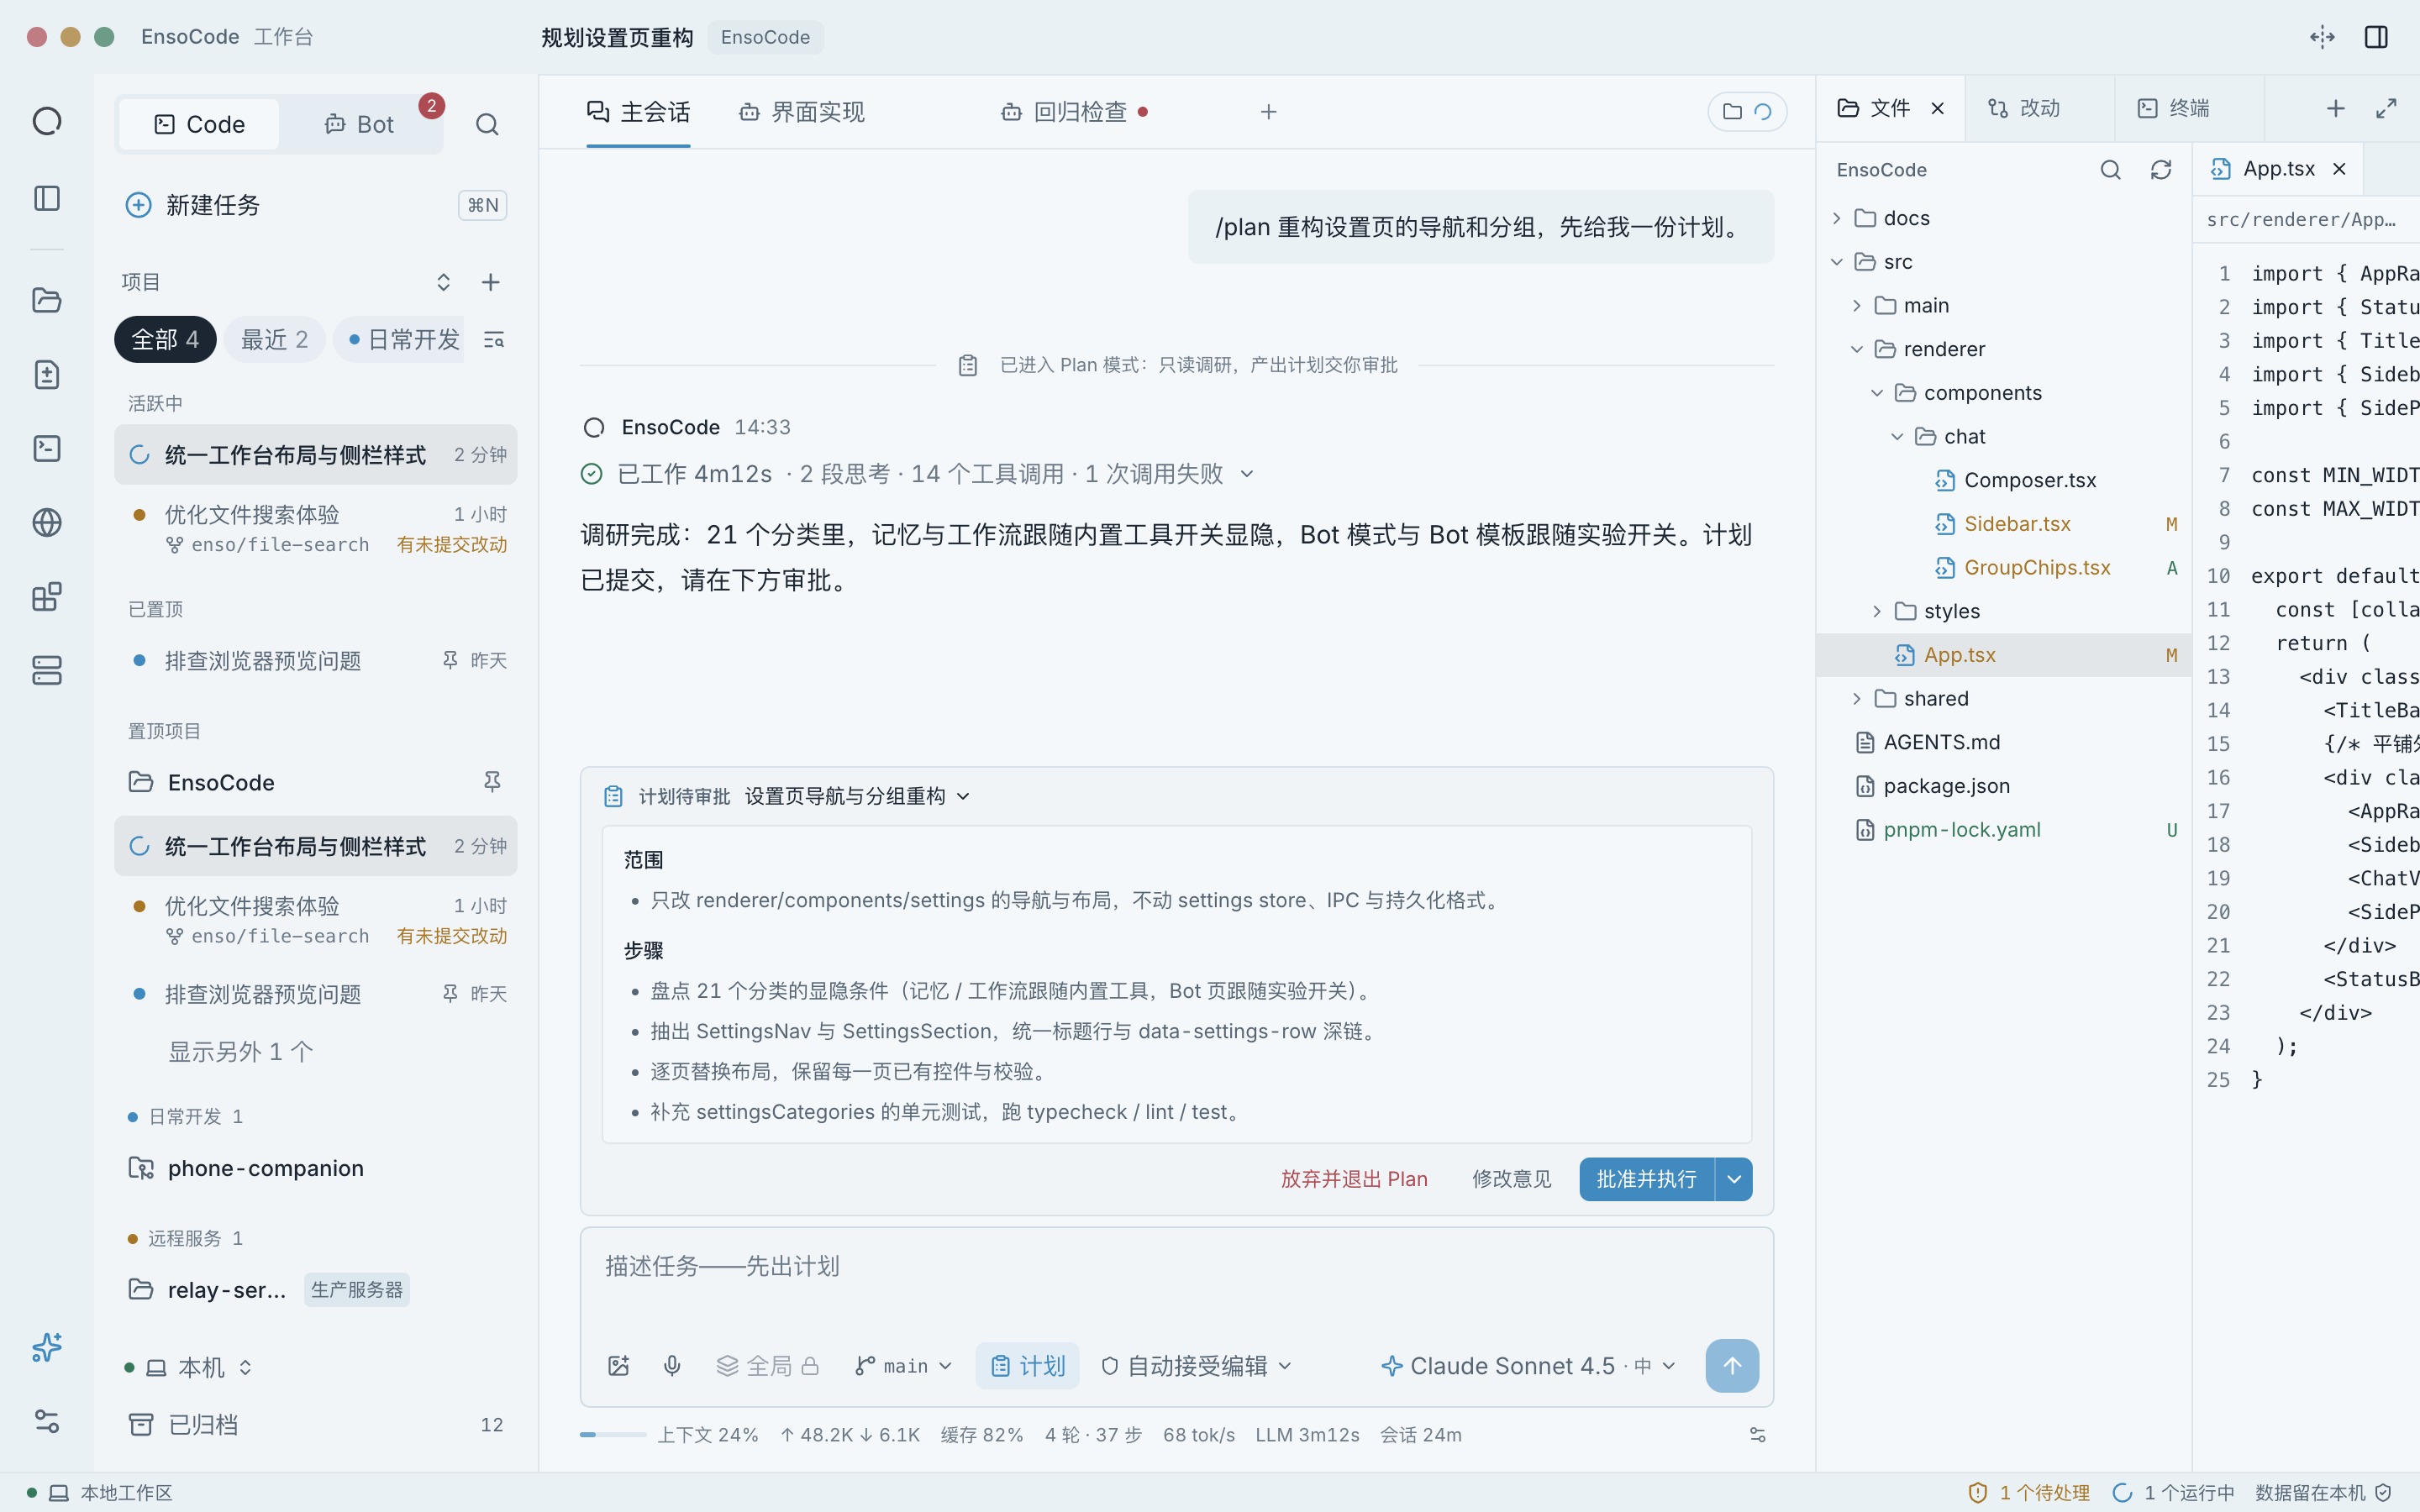 EnsoCode 工作台
规划设置页重构 EnsoCode
Code
Bot
2
新建任务 ⌘N
项目
全部 4
最近 2
日常开发
活跃中
统一工作台布局与侧栏样式 2 分钟
优化文件搜索体验 1 小时
enso/file-search 有未提交改动
已置顶
排查浏览器预览问题 昨天
置顶项目
EnsoCode
统一工作台布局与侧栏样式 2 分钟
优化文件搜索体验 1 小时
enso/file-search 有未提交改动
排查浏览器预览问题 昨天
显示另外 1 个
日常开发 1
phone-companion
远程服务 1
relay-ser... 生产服务器
本机
已归档 12
主会话
界面实现
回归检查
/plan 重构设置页的导航和分组，先给我一份计划。
已进入 Plan 模式：只读调研，产出计划交你审批
EnsoCode 14:33
已工作 4m12s · 2 段思考 · 14 个工具调用 · 1 次调用失败
调研完成：21 个分类里，记忆与工作流跟随内置工具开关显隐，Bot 模式与 Bot 模板跟随实验开关。计划
已提交，请在下方审批。
计划待审批 设置页导航与分组重构
范围
• 只改 renderer/components/settings 的导航与布局，不动 settings store、IPC 与持久化格式。
步骤
• 盘点 21 个分类的显隐条件（记忆 / 工作流跟随内置工具，Bot 页跟随实验开关）。
• 抽出 SettingsNav 与 SettingsSection，统一标题行与 data-settings-row 深链。
• 逐页替换布局，保留每一页已有控件与校验。
• 补充 settingsCategories 的单元测试，跑 typecheck / lint / test。
放弃并退出 Plan
修改意见
批准并执行
描述任务——先出计划
全局
main
计划
自动接受编辑
Claude Sonnet 4.5 · 中
上下文 24% ↑ 48.2K ↓ 6.1K 缓存 82% 4 轮 · 37 步 68 tok/s LLM 3m12s 会话 24m
文件
改动
终端
EnsoCode
docs
src
main
renderer
components
chat
Composer.tsx
Sidebar.tsx M
GroupChips.tsx A
styles
App.tsx M
shared
AGENTS.md
package.json
pnpm-lock.yaml U
App.tsx
src/renderer/App…
1 import { AppRa
2 import { Statu
3 import { Title
4 import { Sideb
5 import { SideP
6
7 const MIN_WIDT
8 const MAX_WIDT
9
10 export default
11 const [colla
12 return (
13 <div class
14 <TitleBa
15 {/* 平铺
16 <div cla
17 <AppRa
18 <Sideb
19 <ChatV
20 <SideP
21 </div>
22 <StatusB
23 </div>
24 );
25 }
本地工作区
1 个待处理
1 个运行中
数据留在本机